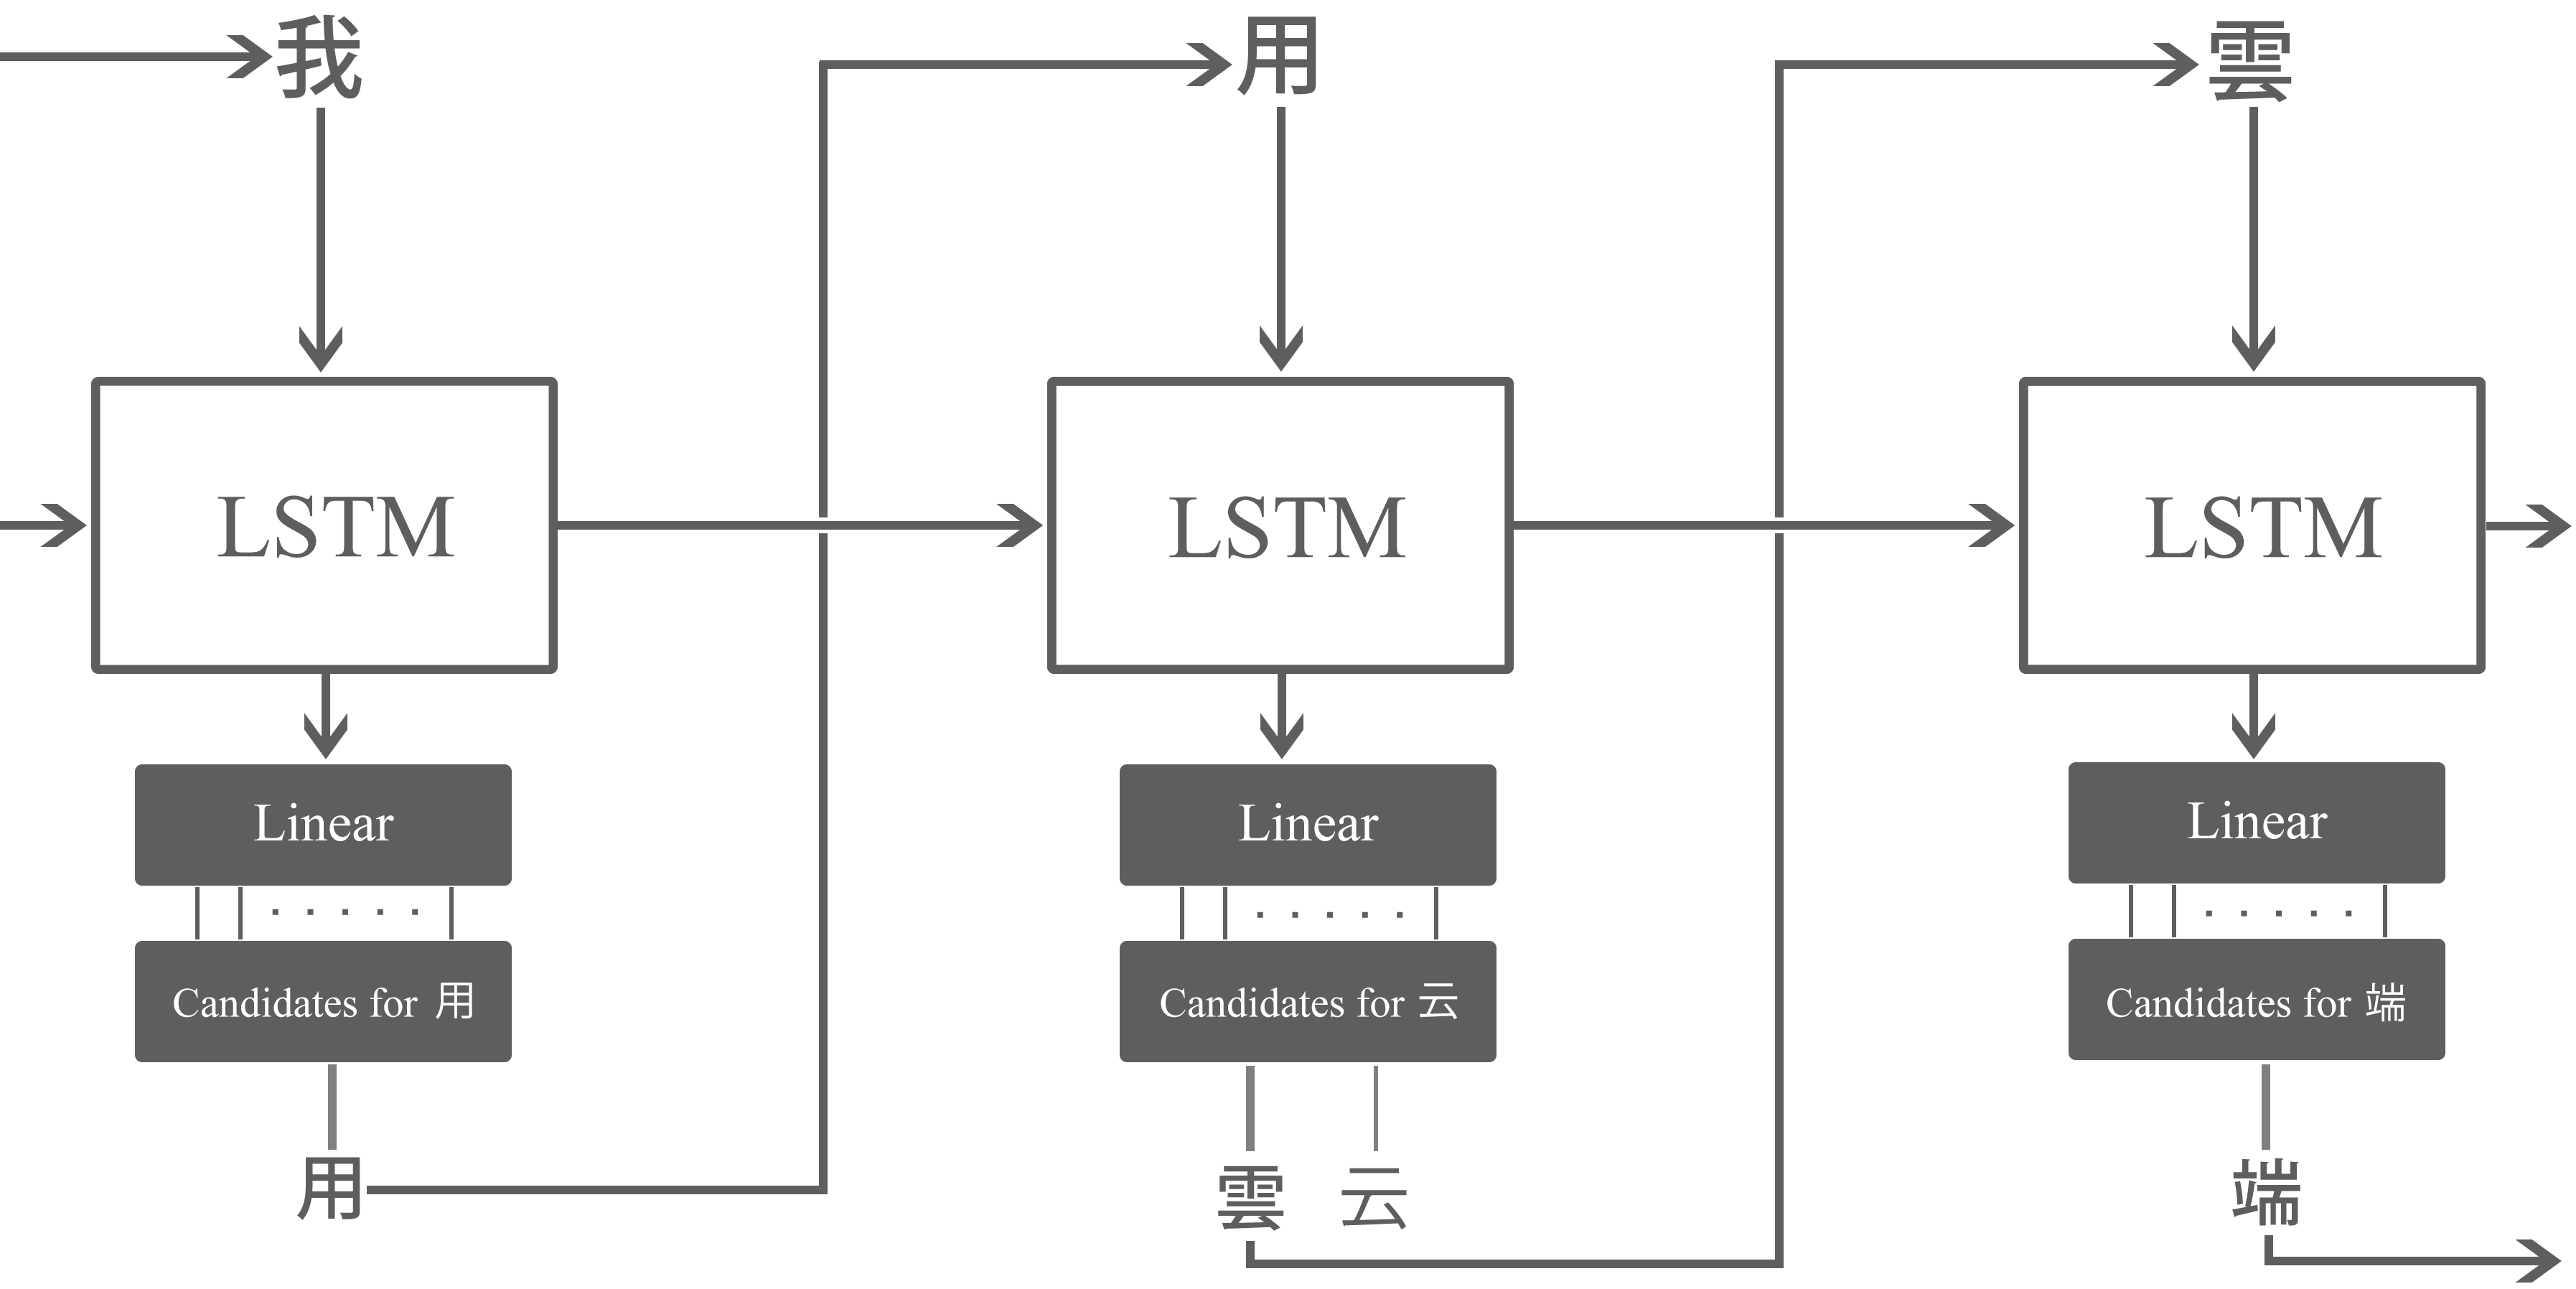 我
用
雲
LSTM
LSTM
LSTM
Linear
Linear
Linear
Candidates for 用
Candidates for 云
Candidates for 端
用
雲
云
端